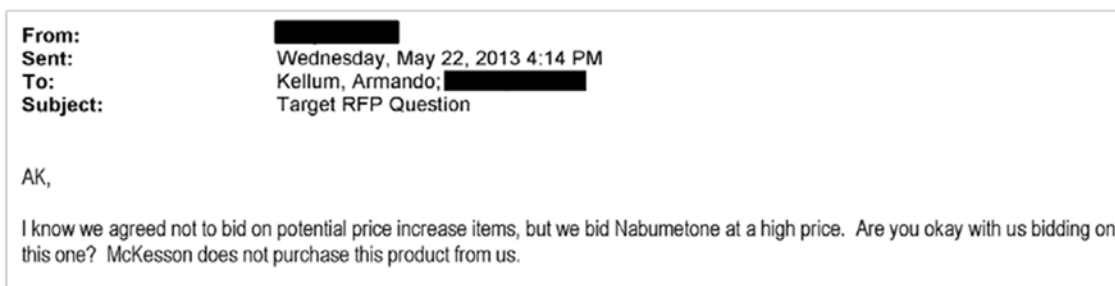 From:
Sent: Wednesday, May 22, 2013 4:14 PM
To: Kellum, Armando;
Subject: Target RFP Question
AK,
I know we agreed not to bid on potential price increase items, but we bid Nabumetone at a high price.  Are you okay with us bidding on
this one?  McKesson does not purchase this product from us.